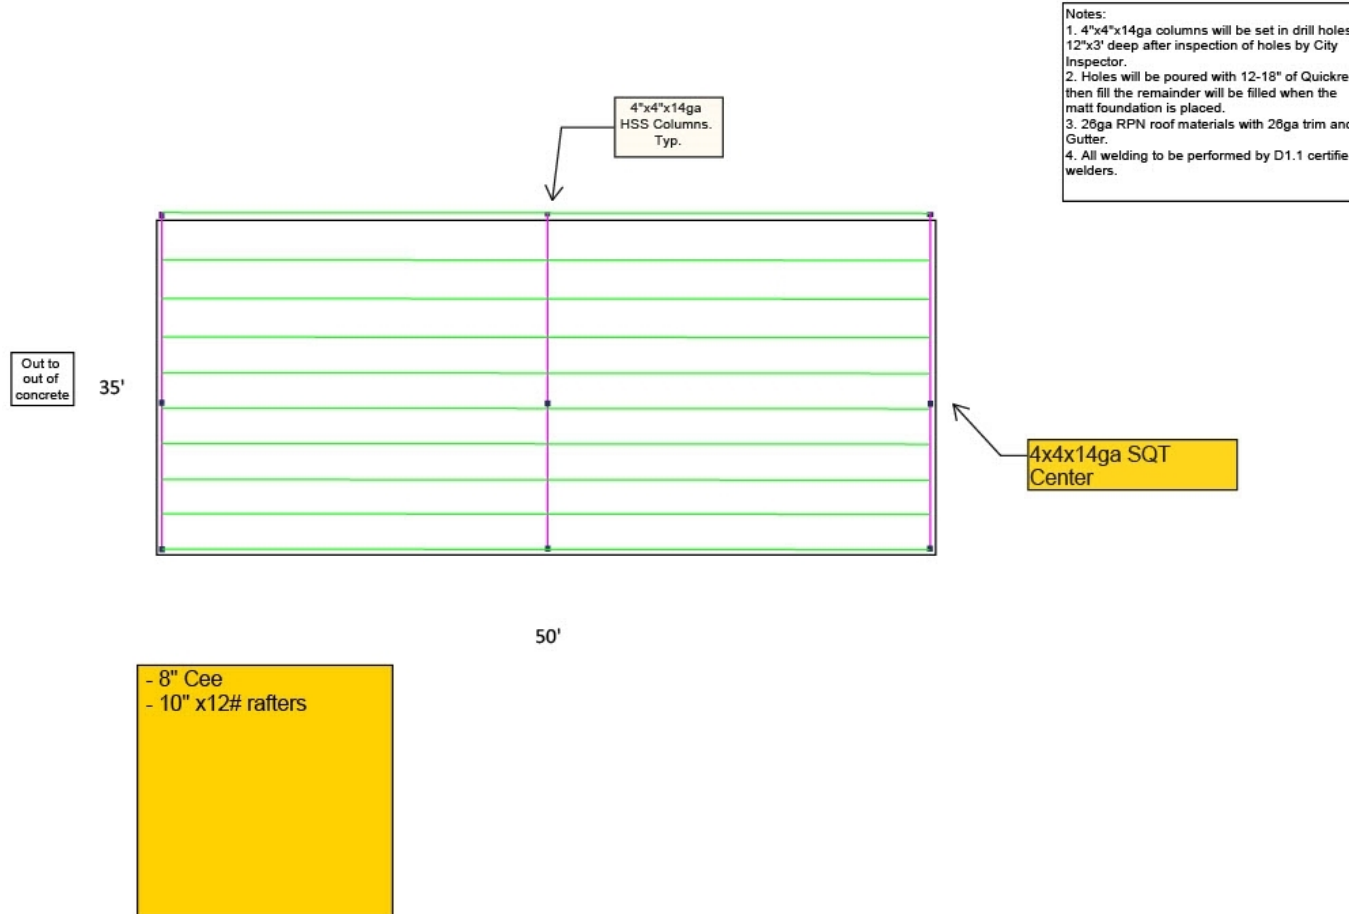 Notes:
1. 4"x4"x14ga columns will be set in drill holes
12"x3' deep after inspection of holes by City
Inspector.
2. Holes will be poured with 12-18" of Quickre
then fill the remainder will be filled when the
matt foundation is placed.
3. 26ga RPN roof materials with 26ga trim and
Gutter.
4. All welding to be performed by D1.1 certifie
welders.
4"x4"x14ga
HSS Columns.
Typ.
Out to
out of
concrete
35'
4x4x14ga SQT
Center
50'
- 8" Cee
- 10" x12# rafters